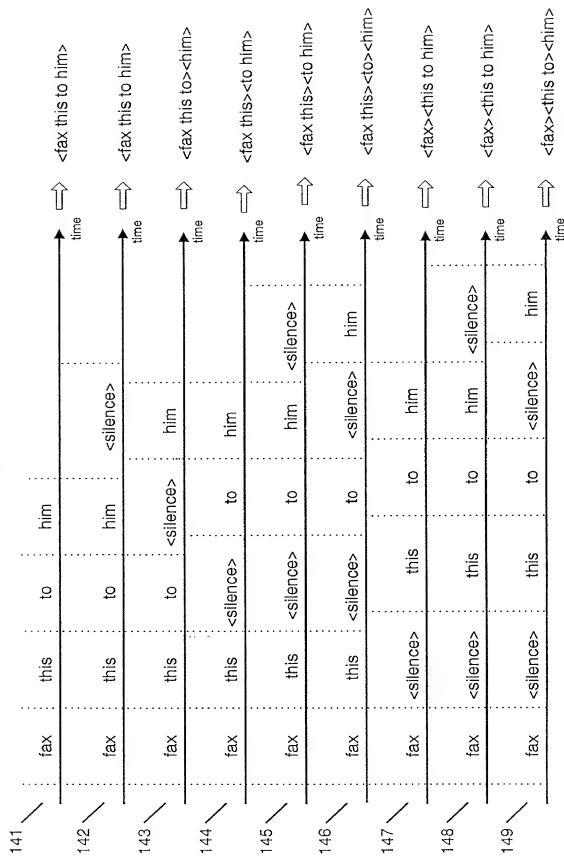 141 fax this to him time <fax this to him>
142 fax this to him <silence> time <fax this to him>
143 fax this to <silence> him time <fax this to><him>
144 fax this <silence> to him time <fax this><to him>
145 fax this <silence> to him <silence> time <fax this><to him>
146 fax this <silence> to <silence> him time <fax this><to><him>
147 fax <silence> this to him time <fax><this to him>
148 fax <silence> this to him <silence> time <fax><this to him>
149 fax <silence> this to <silence> him time <fax><this to><him>